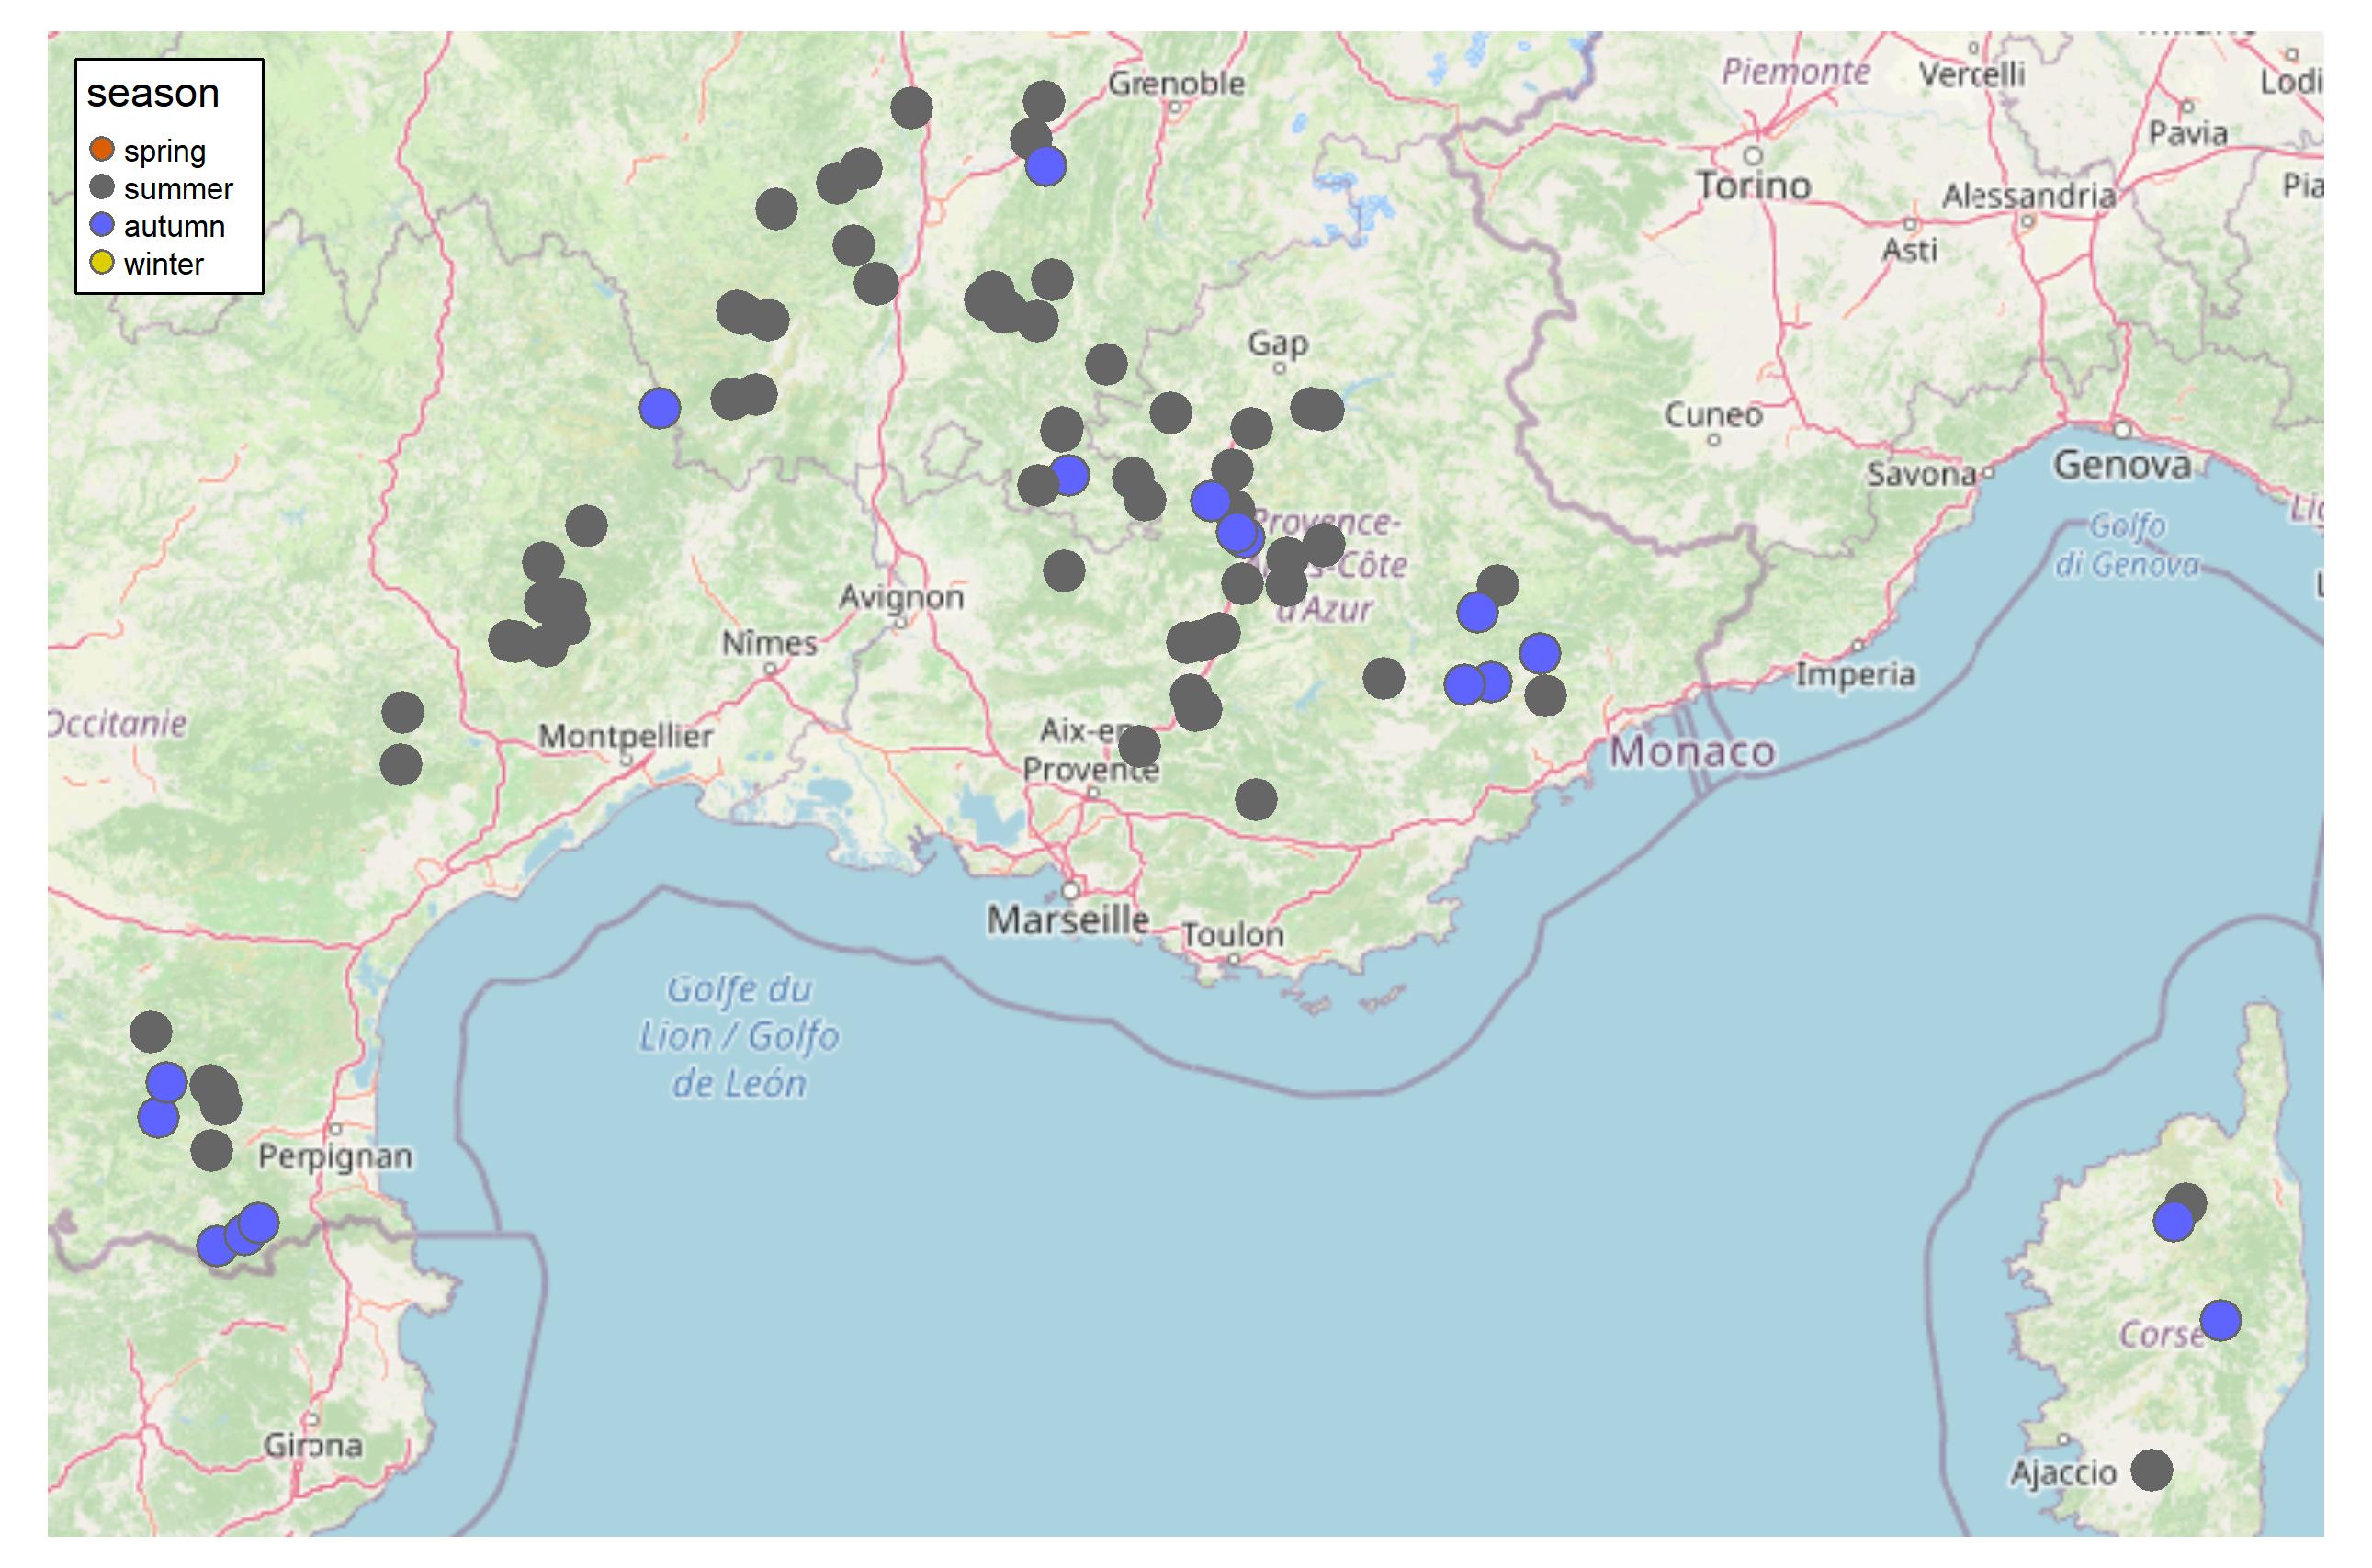 season
spring
summer
autumn
winter
Grenoble
Piemonte
Vercelli
Lodi
Pavia
Torino
Alessandria
Pia
Asti
Gap
Cuneo
Savona
Genova
Golfo
di Genova
Provence-
s-Côte
d'Azur
Avignon
Nîmes
Imperia
Occitanie
Montpellier
Aix-en
Provence
Monaco
Marseille
Toulon
Golfe du
Lion / Golfo
de León
Perpignan
Corse
Girona
Ajaccio